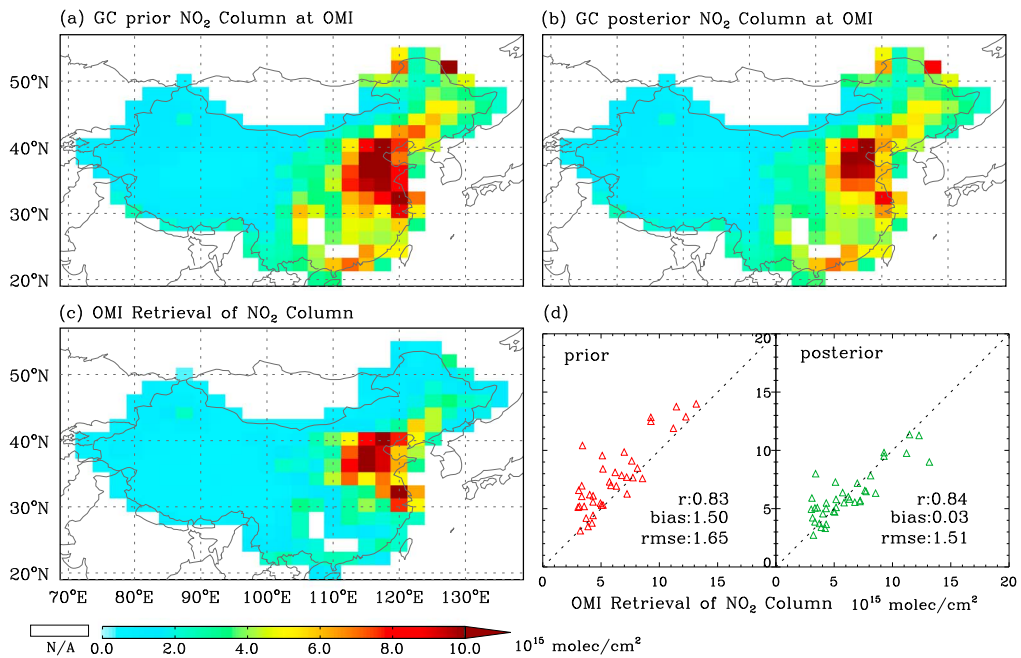 (a) GC prior NO₂ Column at OMI
(b) GC posterior NO₂ Column at OMI
50°N
40°N
30°N
20°N
(c) OMI Retrieval of NO₂ Column
(d)
50°N
40°N
30°N
20°N
70°E 80°E 90°E 100°E 110°E 120°E 130°E
prior
r:0.83
bias:1.50
rmse:1.65
posterior
r:0.84
bias:0.03
rmse:1.51
20
15
10
5
0
0 5 10 15 0 5 10 15 20
OMI Retrieval of NO₂ Column 10¹⁵ molec/cm²
N/A 0.0 2.0 4.0 6.0 8.0 10.0 10¹⁵ molec/cm²